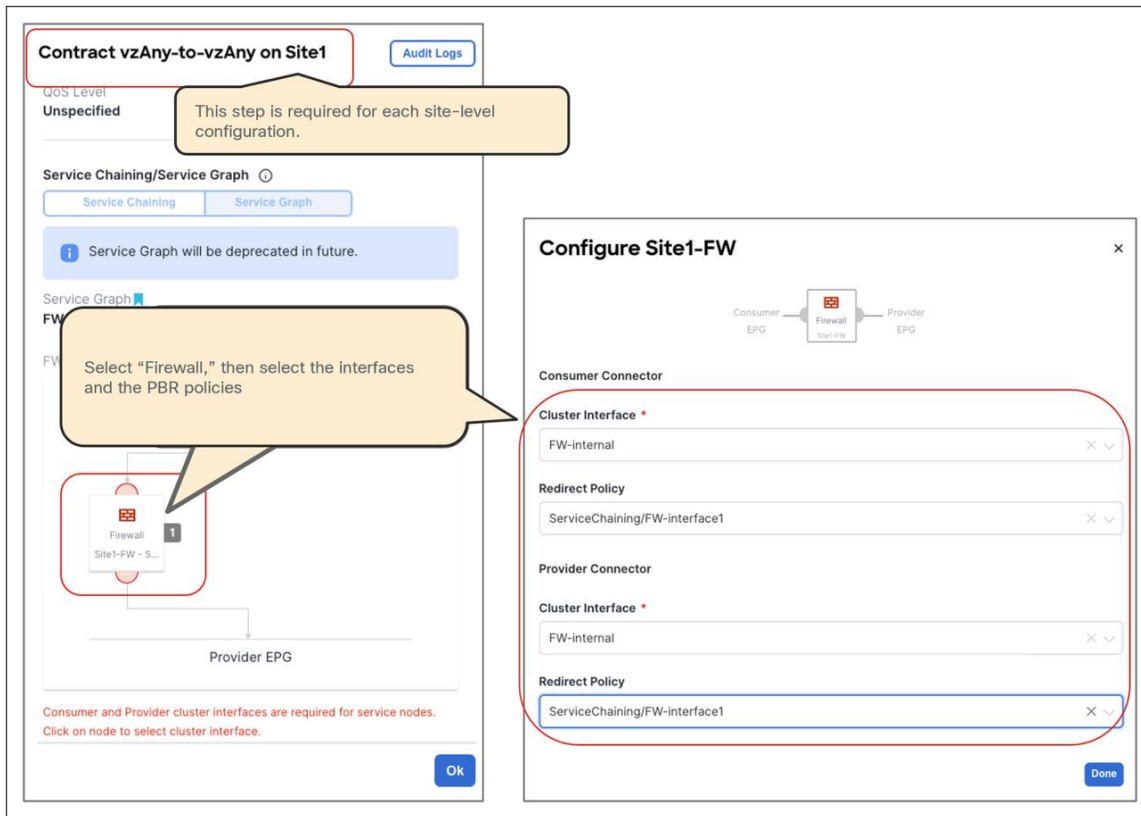 Contract vzAny-to-vzAny on Site1
Audit Logs
QoS Level
Unspecified
This step is required for each site-level
configuration.
Service Chaining/Service Graph
Service Chaining
Service Graph
Service Graph will be deprecated in future.
Service Graph
FW
Select “Firewall,” then select the interfaces
and the PBR policies
FW
Firewall
1
Site1-FW - S...
Provider EPG
Consumer and Provider cluster interfaces are required for service nodes.
Click on node to select cluster interface.
Ok
Configure Site1-FW
Consumer
EPG
Firewall
Site1-FW
Provider
EPG
Consumer Connector
Cluster Interface *
FW-internal
Redirect Policy
ServiceChaining/FW-interface1
Provider Connector
Cluster Interface *
FW-internal
Redirect Policy
ServiceChaining/FW-interface1
Done